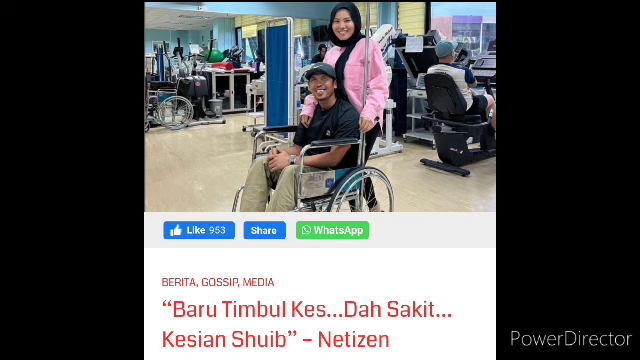 Like 953
Share
WhatsApp
BERITA, GOSSIP, MEDIA
“Baru Timbul Kes...Dah Sakit...
Kesian Shuib” – Netizen
PowerDirector